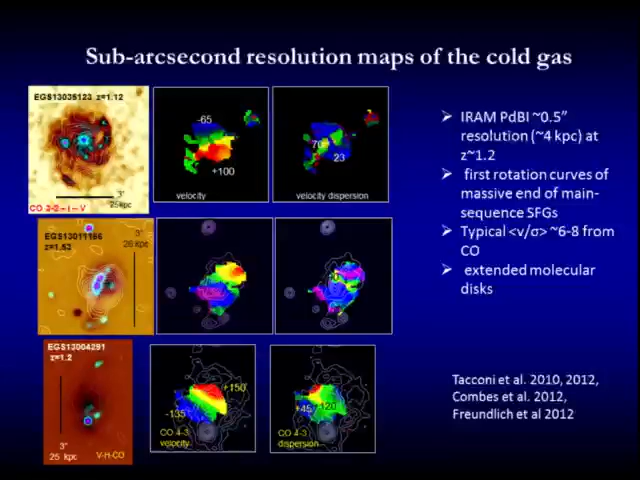 Sub-arcsecond resolution maps of the cold gas
EGS13035123 z=1.12
3"
25kpc
CO 3-2 – I – V
-65
+100
velocity
70
23
velocity dispersion
EGS13011166
z=1.53
3"
26 kpc
EGS13004291
z=1.2
3"
25 kpc
V-H-CO
+150
-135
CO 4-3
velocity
+45
120
CO 4-3
dispersion
➢ IRAM PdBI ~0.5”
resolution (~4 kpc) at
z~1.2
➢ first rotation curves of
massive end of main-
sequence SFGs
➢ Typical <v/σ> ~6-8 from
CO
➢ extended molecular
disks
Tacconi et al. 2010, 2012,
Combes et al. 2012,
Freundlich et al 2012